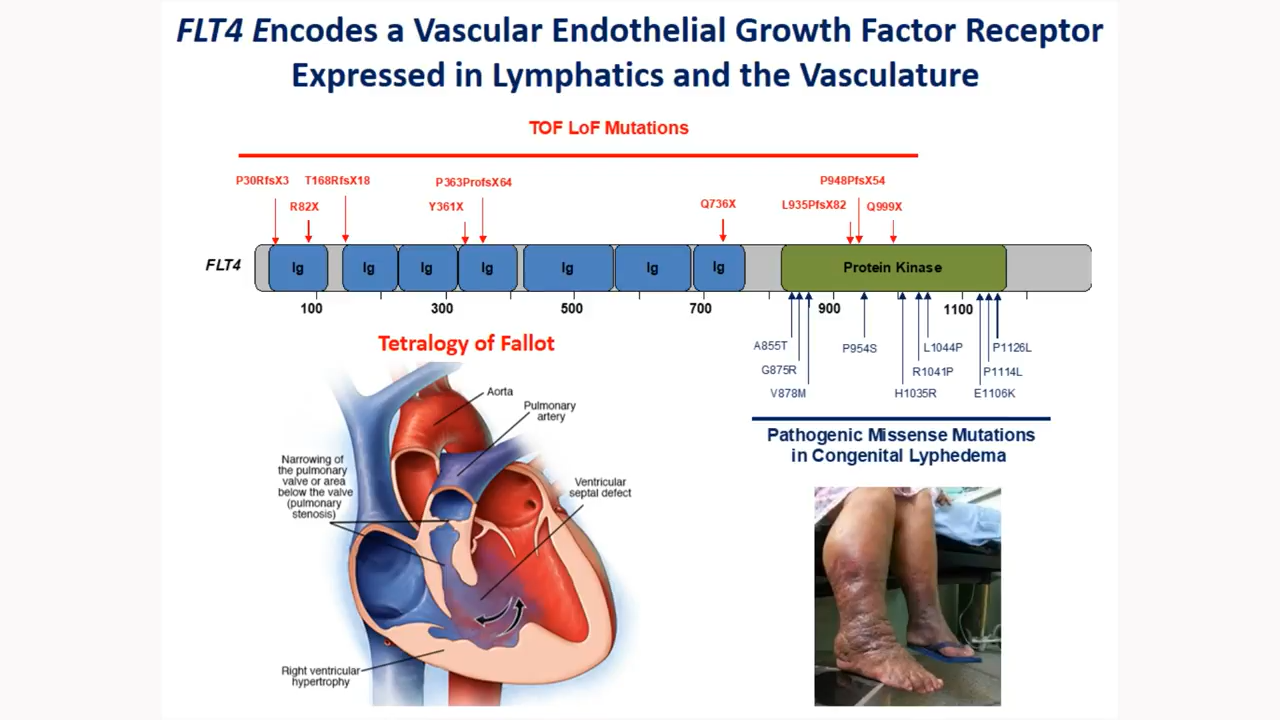 FLT4 Encodes a Vascular Endothelial Growth Factor Receptor
Expressed in Lymphatics and the Vasculature
TOF LoF Mutations
P30RfsX3
T168RfsX18
P363ProfsX64
P948PfsX54
R82X
Y361X
Q736X
L935PfsX82
Q999X
FLT4
Ig
Ig
Ig
Ig
Ig
Ig
Ig
Protein Kinase
100
300
500
700
900
1100
Tetralogy of Fallot
A855T
P954S
L1044P
P1126L
G875R
R1041P
P1114L
V878M
H1035R
E1106K
Pathogenic Missense Mutations
in Congenital Lyphedema
Aorta
Pulmonary
artery
Narrowing of
the pulmonary
valve or area
below the valve
(pulmonary
stenosis)
Ventricular
septal defect
Right ventricular
hypertrophy